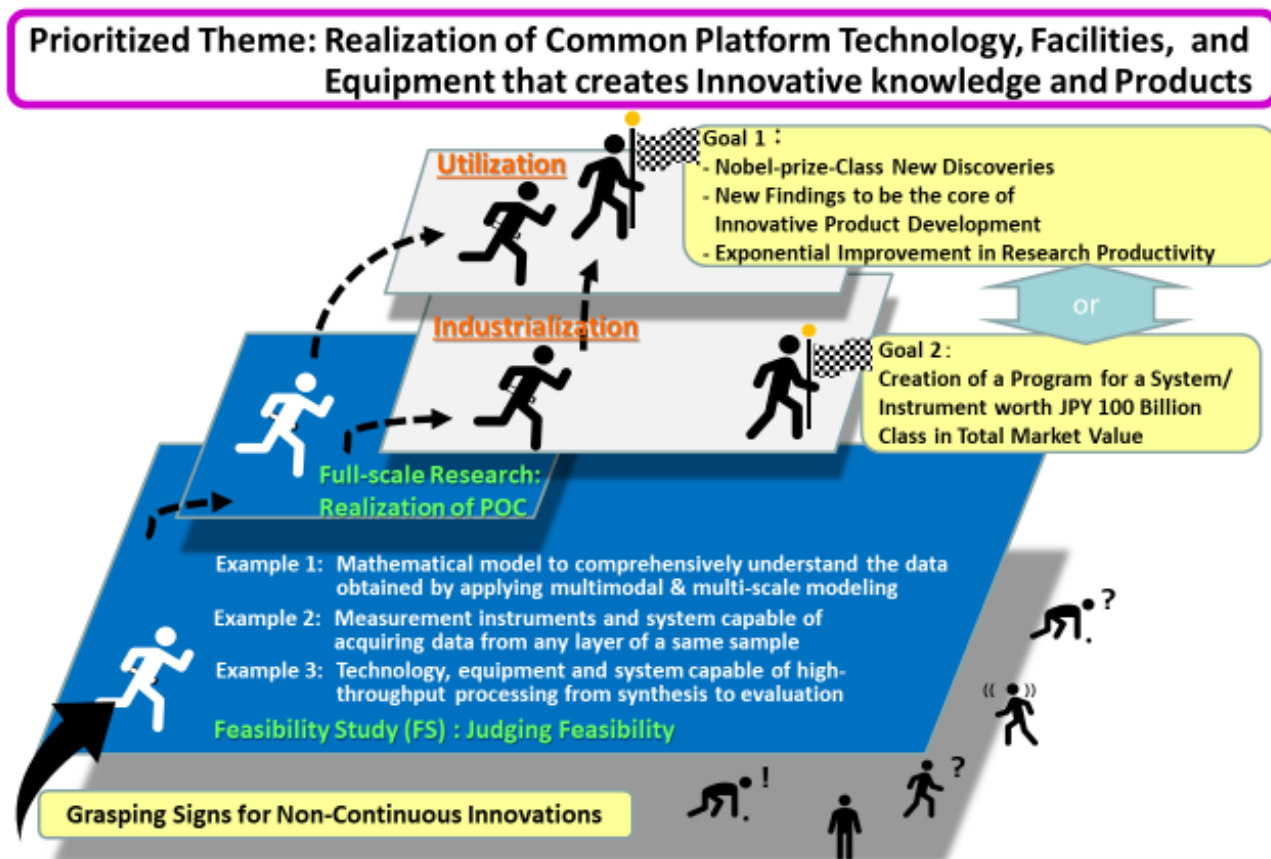 Prioritized Theme: Realization of Common Platform Technology, Facilities, and
Equipment that creates Innovative knowledge and Products
Utilization
Goal 1：
- Nobel-prize-Class New Discoveries
- New Findings to be the core of
Innovative Product Development
- Exponential Improvement in Research Productivity
or
Industrialization
Goal 2：
Creation of a Program for a System/
Instrument worth JPY 100 Billion
Class in Total Market Value
Full-scale Research:
Realization of POC
Example 1: Mathematical model to comprehensively understand the data
obtained by applying multimodal & multi-scale modeling
Example 2: Measurement instruments and system capable of
acquiring data from any layer of a same sample
Example 3: Technology, equipment and system capable of high-
throughput processing from synthesis to evaluation
Feasibility Study (FS) : Judging Feasibility
?
(( ))
?
!
Grasping Signs for Non-Continuous Innovations